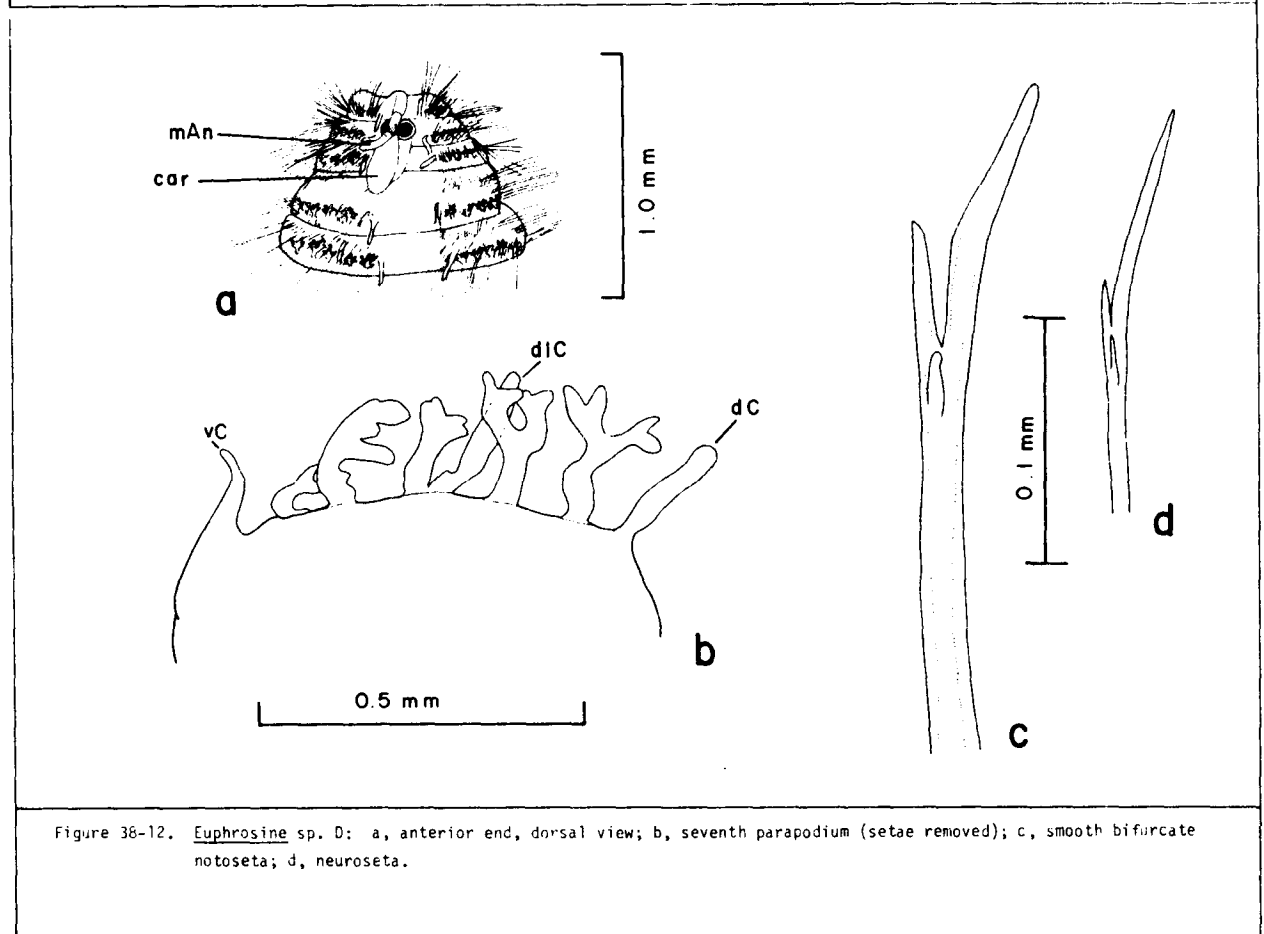 mAn
car
1.0 mm
a
dlC
vC
dC
b
0.5 mm
0.1 mm
c
d
Figure 38-12. Euphrosine sp. D: a, anterior end, dorsal view; b, seventh parapodium (setae removed); c, smooth bifurcate
notoseta; d, neuroseta.